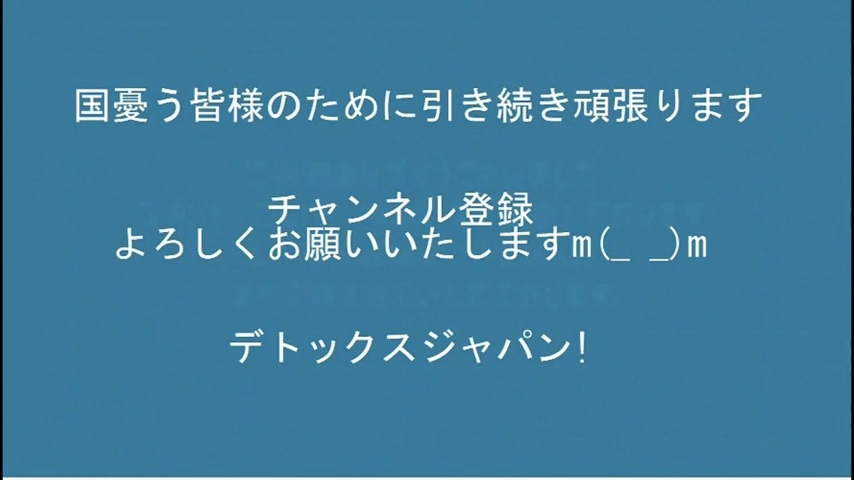 国憂う皆様のために引き続き頑張ります
チャンネル登録
よろしくお願いいたしますm(_ _)m
デトックスジャパン!